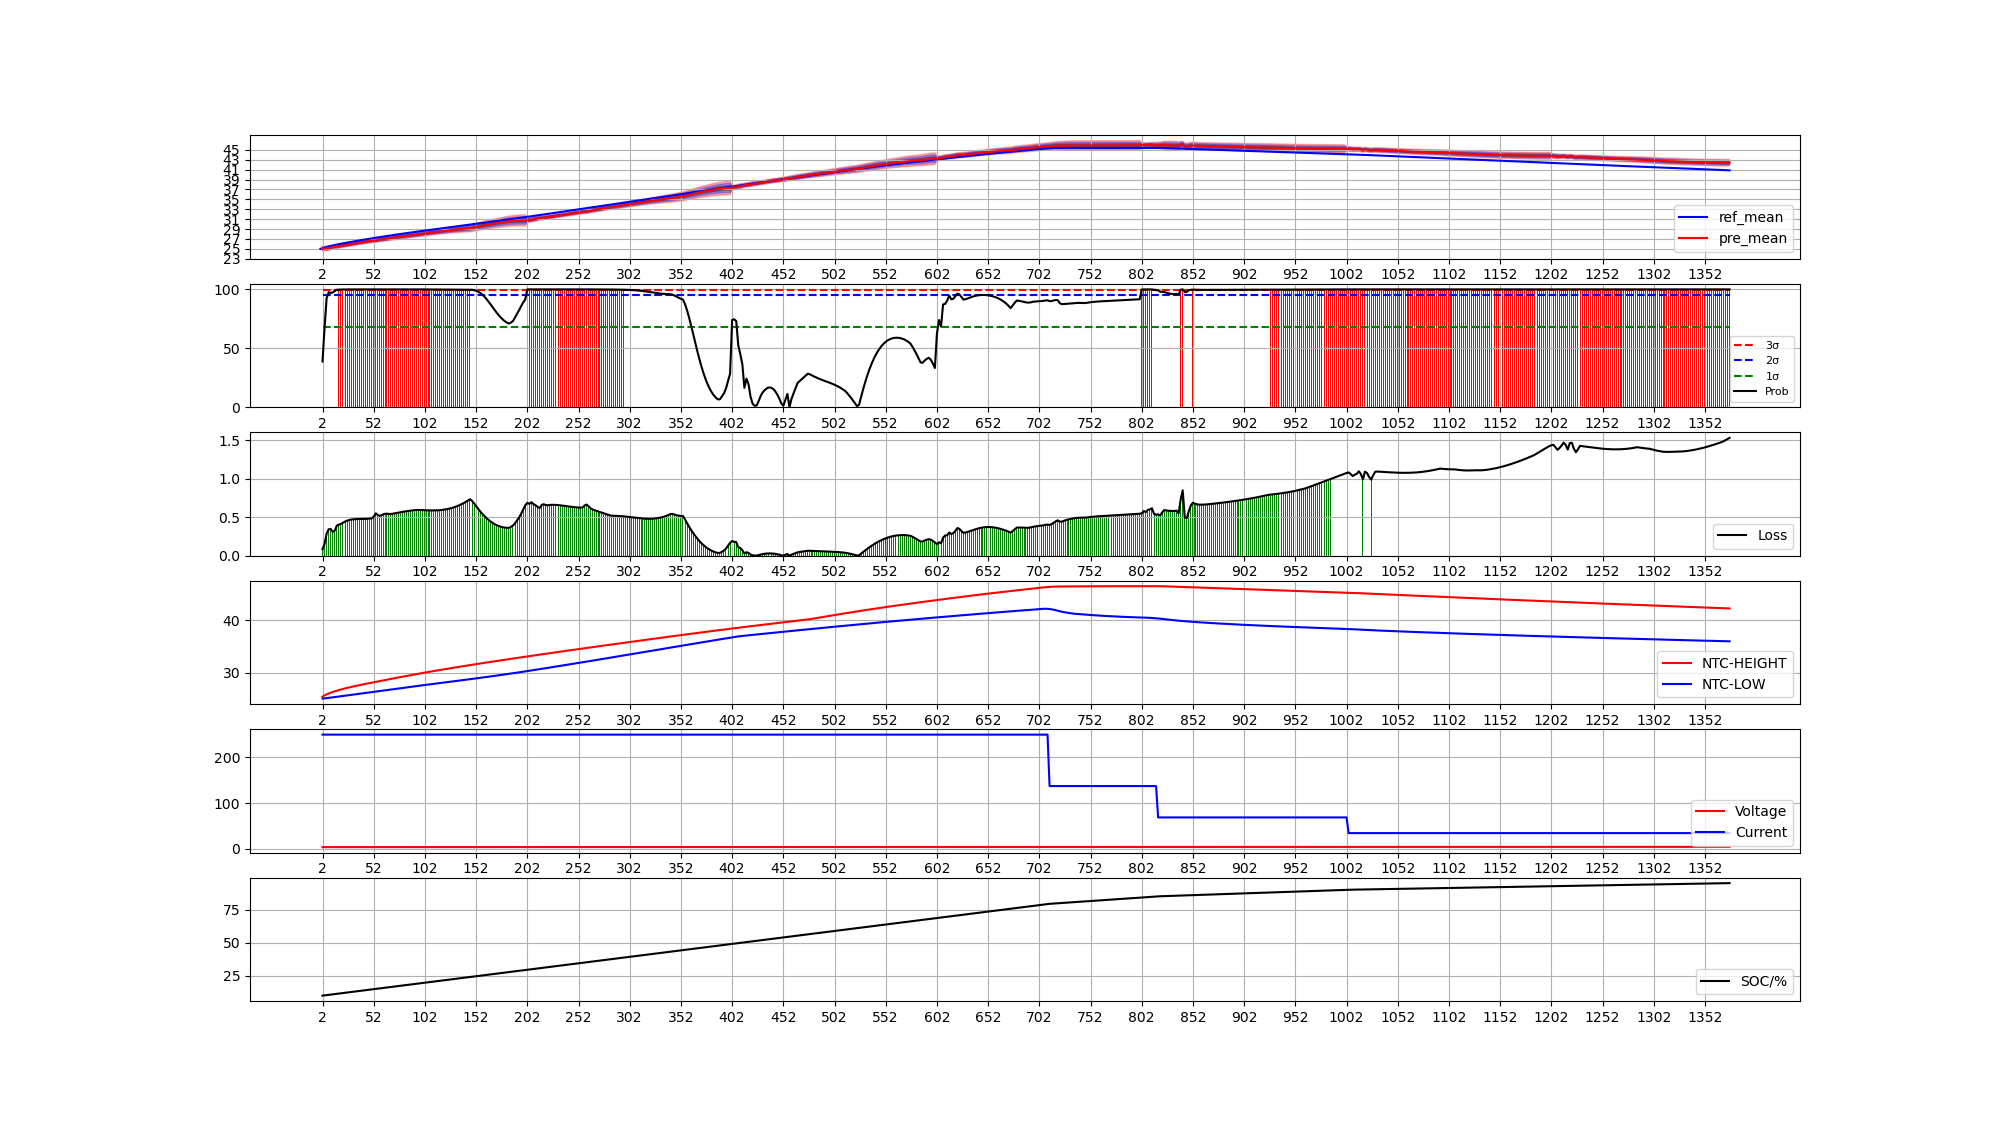 45
43
41
39
37
35
33
31
29
27
25
23
ref_mean
pre_mean
2 52 102 152 202 252 302 352 402 452 502 552 602 652 702 752 802 852 902 952 1002 1052 1102 1152 1202 1252 1302 1352
100
50
0
3σ
2σ
1σ
Prob
2 52 102 152 202 252 302 352 402 452 502 552 602 652 702 752 802 852 902 952 1002 1052 1102 1152 1202 1252 1302 1352
1.5
1.0
0.5
0.0
Loss
2 52 102 152 202 252 302 352 402 452 502 552 602 652 702 752 802 852 902 952 1002 1052 1102 1152 1202 1252 1302 1352
40
30
NTC-HEIGHT
NTC-LOW
2 52 102 152 202 252 302 352 402 452 502 552 602 652 702 752 802 852 902 952 1002 1052 1102 1152 1202 1252 1302 1352
200
100
0
Voltage
Current
2 52 102 152 202 252 302 352 402 452 502 552 602 652 702 752 802 852 902 952 1002 1052 1102 1152 1202 1252 1302 1352
75
50
25
SOC/%
2 52 102 152 202 252 302 352 402 452 502 552 602 652 702 752 802 852 902 952 1002 1052 1102 1152 1202 1252 1302 1352